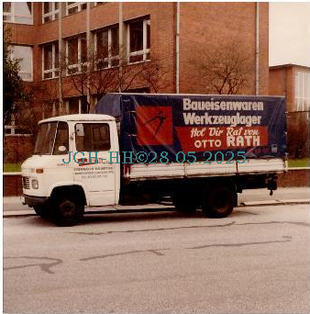 Baueisenwaren
Werkzeuglager
Hol' Dir Rat von
OTTO RATH
JCH-HH©28.05.2025